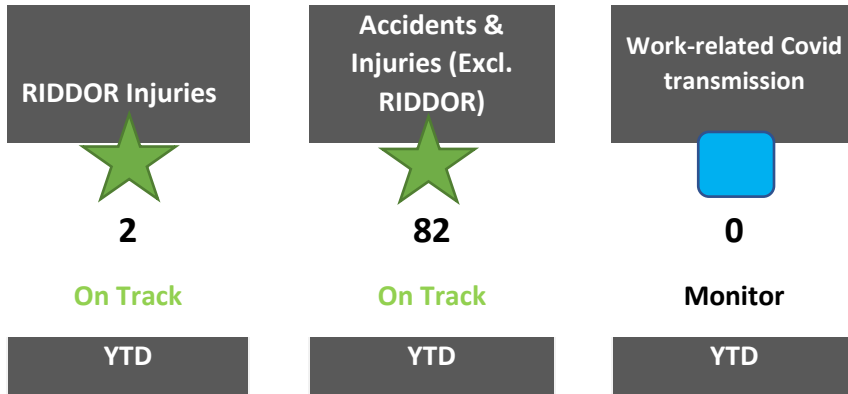 RIDDOR Injuries
Accidents &
Injuries (Excl.
RIDDOR)
Work-related Covid
transmission
2
82
0
On Track
On Track
Monitor
YTD
YTD
YTD